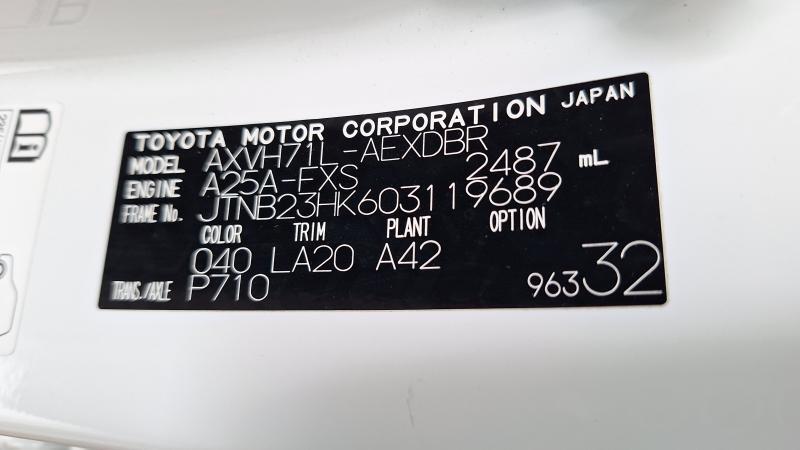 TOYOTA MOTOR CORPORATION JAPAN
MODEL AXVH71L-AEXDBR
ENGINE A25A-FXS 2487 mL
FRAME No. JTNB23HK603119689
COLOR TRIM PLANT OPTION
040 LA20 A42
TRANS./AXLE P710
96332